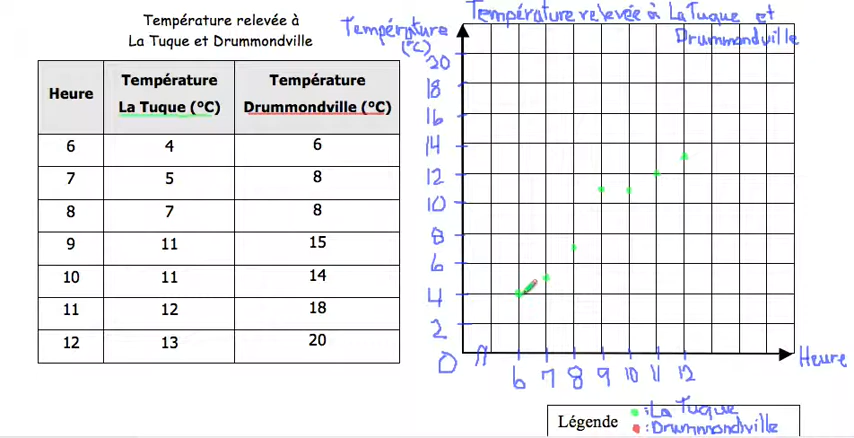 Température relevée à
La Tuque et Drummondville
Heure
Température
La Tuque (°C)
Température
Drummondville (°C)
6 4 6
7 5 8
8 7 8
9 11 15
10 11 14
11 12 18
12 13 20
Température relevée à La Tuque et
Drummondville
Température
(°C)
20
18
16
14
12
10
8
6
4
2
0
6 7 8 9 10 11 12
Heure
Légende
:La Tuque
:Drummondville